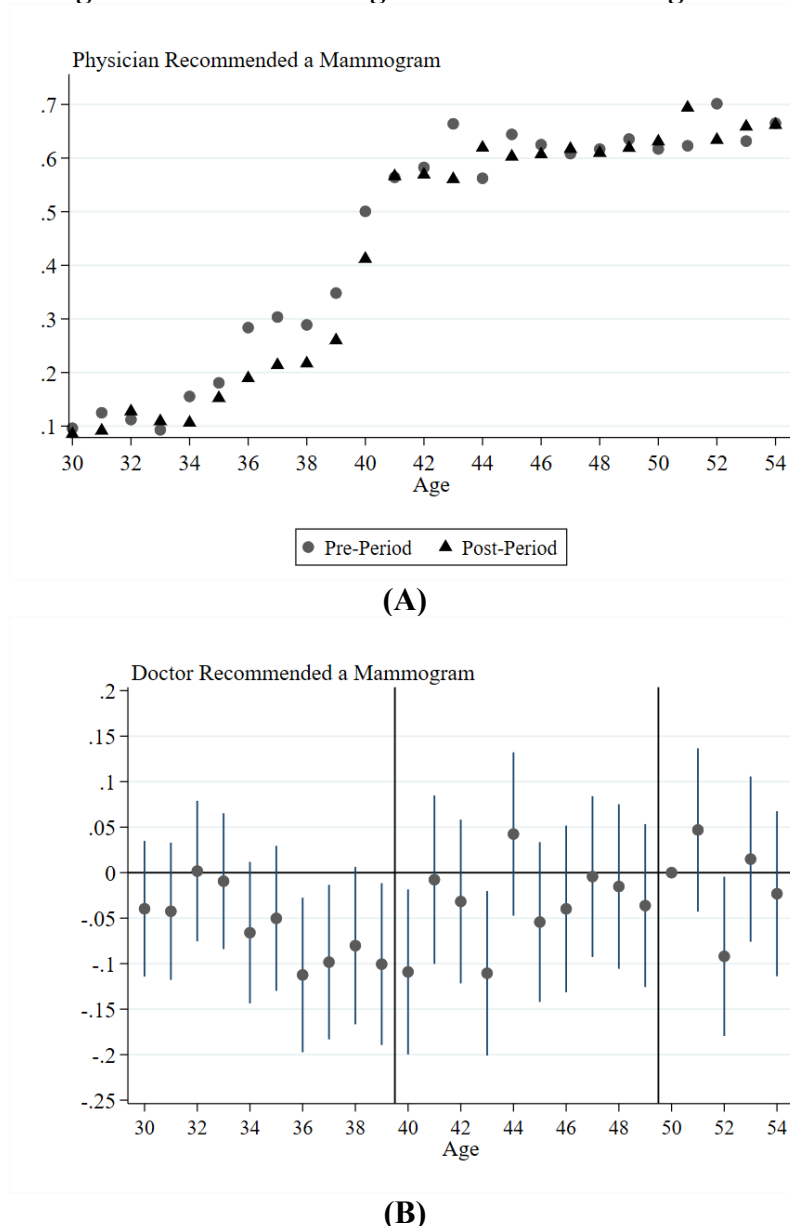 Physician Recommended a Mammogram
.7
.6
.5
.4
.3
.2
.1
30 32 34 36 38 40 42 44 46 48 50 52 54
Age
Pre-Period Post-Period
(A)
Doctor Recommended a Mammogram
.2
.15
.1
.05
0
-.05
-.1
-.15
-.2
-.25
30 32 34 36 38 40 42 44 46 48 50 52 54
Age
(B)